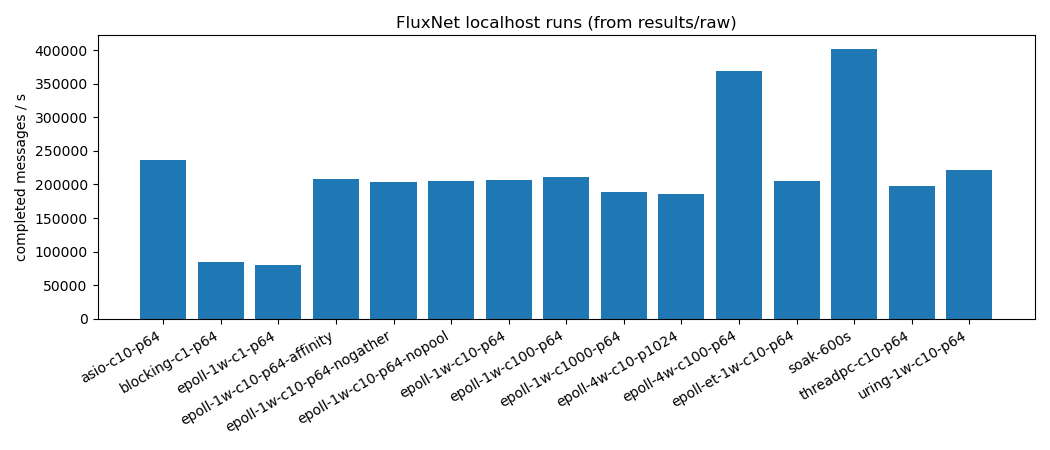 FluxNet localhost runs (from results/raw)
completed messages / s
400000
350000
300000
250000
200000
150000
100000
50000
0
asio-c10-p64
blocking-c1-p64
epoll-1w-c1-p64
epoll-1w-c10-p64-affinity
epoll-1w-c10-p64-nogather
epoll-1w-c10-p64-nopool
epoll-1w-c10-p64
epoll-1w-c100-p64
epoll-1w-c1000-p64
epoll-4w-c10-p1024
epoll-4w-c100-p64
epoll-et-1w-c10-p64
soak-600s
threadpc-c10-p64
uring-1w-c10-p64